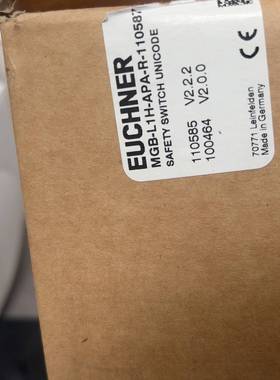 EUCHNER
MGB-L1H-APA-R-110587
SAFETY SWITCH UNICODE
110585 V2.2.2
100464 V2.0.0
70771 Leinfelden
Made in Germany
CE